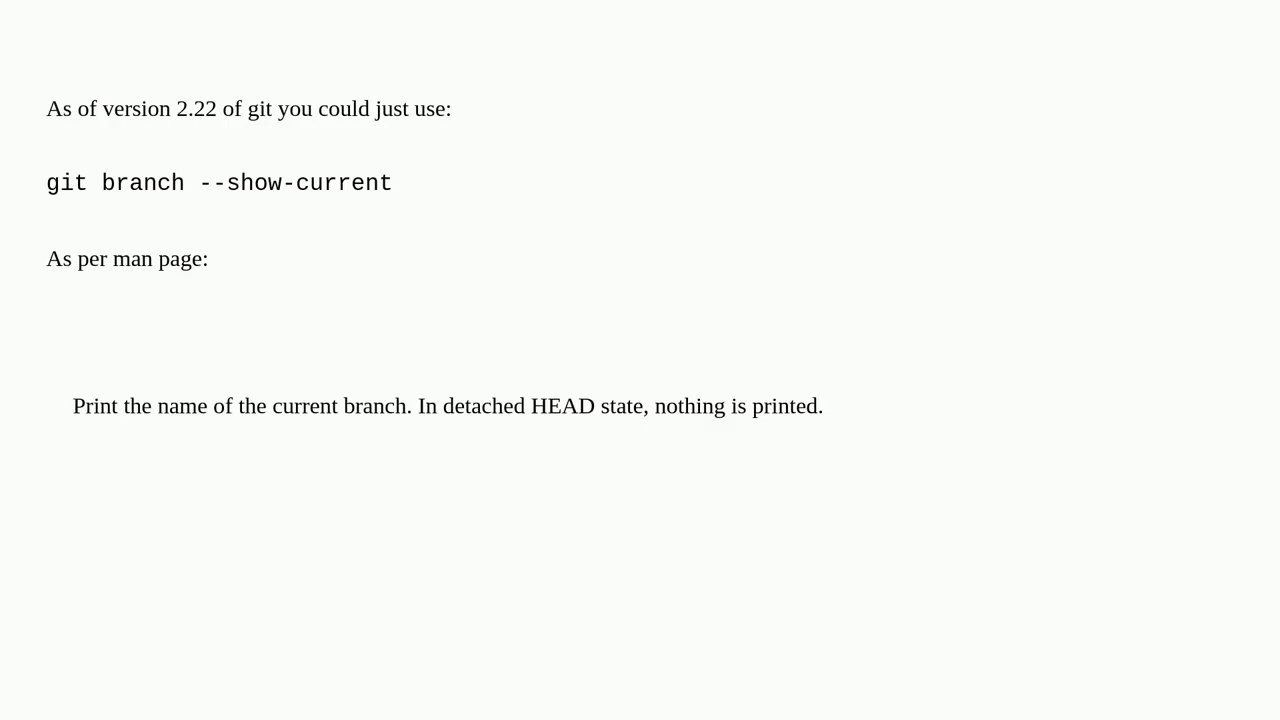 As of version 2.22 of git you could just use:
git branch --show-current
As per man page:
Print the name of the current branch. In detached HEAD state, nothing is printed.